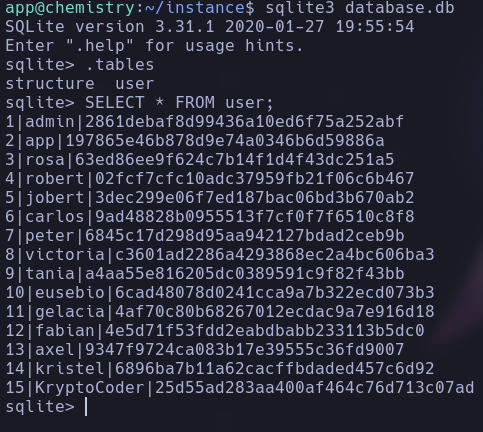 app@chemistry:~/instance$ sqlite3 database.db
SQLite version 3.31.1 2020-01-27 19:55:54
Enter ".help" for usage hints.
sqlite> .tables
structure  user
sqlite> SELECT * FROM user;
1|admin|2861debaf8d99436a10ed6f75a252abf
2|app|197865e46b878d9e74a0346b6d59886a
3|rosa|63ed86ee9f624c7b14f1d4f43dc251a5
4|robert|02fcf7cfc10adc37959fb21f06c6b467
5|jobert|3dec299e06f7ed187bac06bd3b670ab2
6|carlos|9ad48828b0955513f7cf0f7f6510c8f8
7|peter|6845c17d298d95aa942127bdad2ceb9b
8|victoria|c3601ad2286a4293868ec2a4bc606ba3
9|tania|a4aa55e816205dc0389591c9f82f43bb
10|eusebio|6cad48078d0241cca9a7b322ecd073b3
11|gelacia|4af70c80b68267012ecdac9a7e916d18
12|fabian|4e5d71f53fdd2eabdbabb233113b5dc0
13|axel|9347f9724ca083b17e39555c36fd9007
14|kristel|6896ba7b11a62cacffbdaded457c6d92
15|KryptoCoder|25d55ad283aa400af464c76d713c07ad
sqlite>